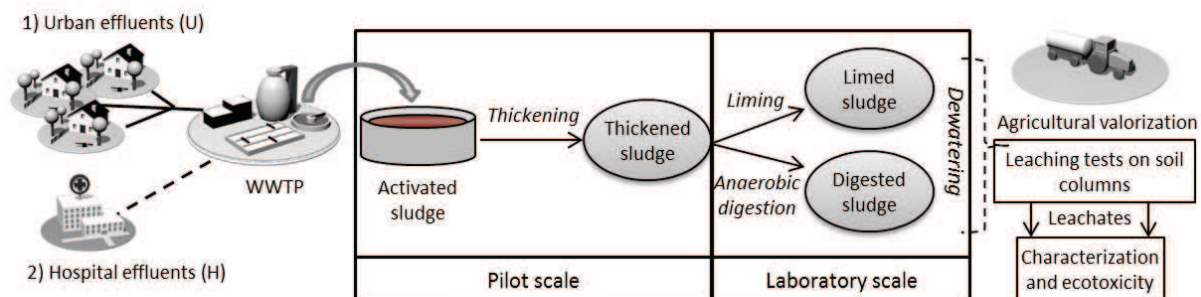 1) Urban effluents (U)
WWTP
2) Hospital effluents (H)
Activated
sludge
Thickening
Thickened
sludge
Pilot scale
Liming
Anaerobic
digestion
Limed
sludge
Digested
sludge
Dewatering
Laboratory scale
Agricultural valorization
Leaching tests on soil
columns
Leachates
Characterization
and ecotoxicity